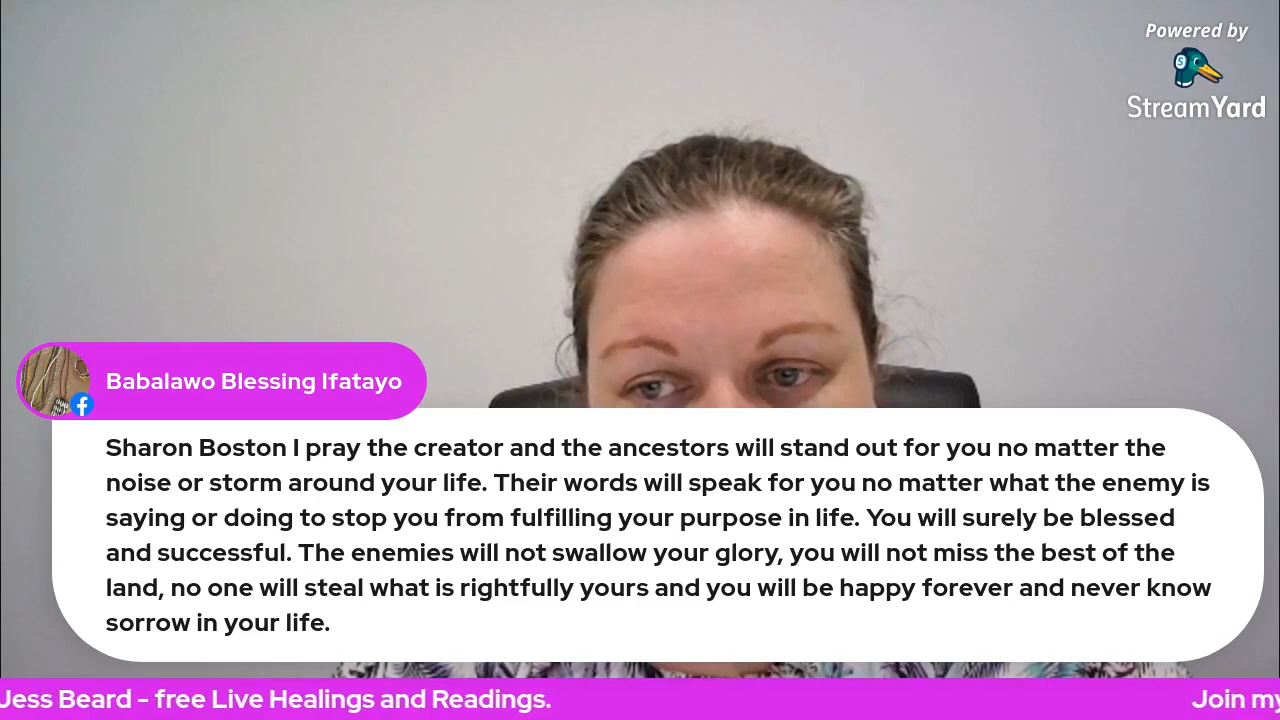 Powered by
StreamYard
Babalawo Blessing Ifatayo
Sharon Boston I pray the creator and the ancestors will stand out for you no matter the
noise or storm around your life. Their words will speak for you no matter what the enemy is
saying or doing to stop you from fulfilling your purpose in life. You will surely be blessed
and successful. The enemies will not swallow your glory, you will not miss the best of the
land, no one will steal what is rightfully yours and you will be happy forever and never know
sorrow in your life.
Jess Beard - free Live Healings and Readings. Join my